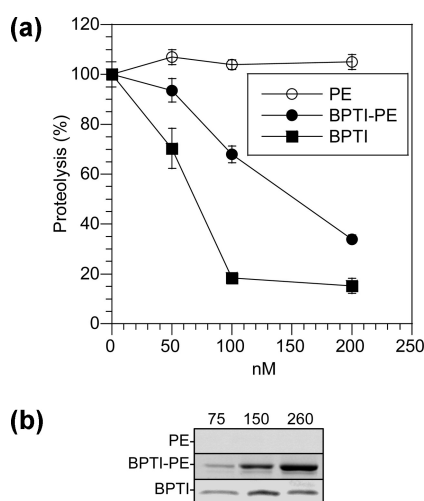 (a)
120
100
80
60
40
20
0
Proteolysis (%)
PE
BPTI-PE
BPTI
0 50 100 150 200 250
nM
(b)
75 150 260
PE-
BPTI-PE-
BPTI-